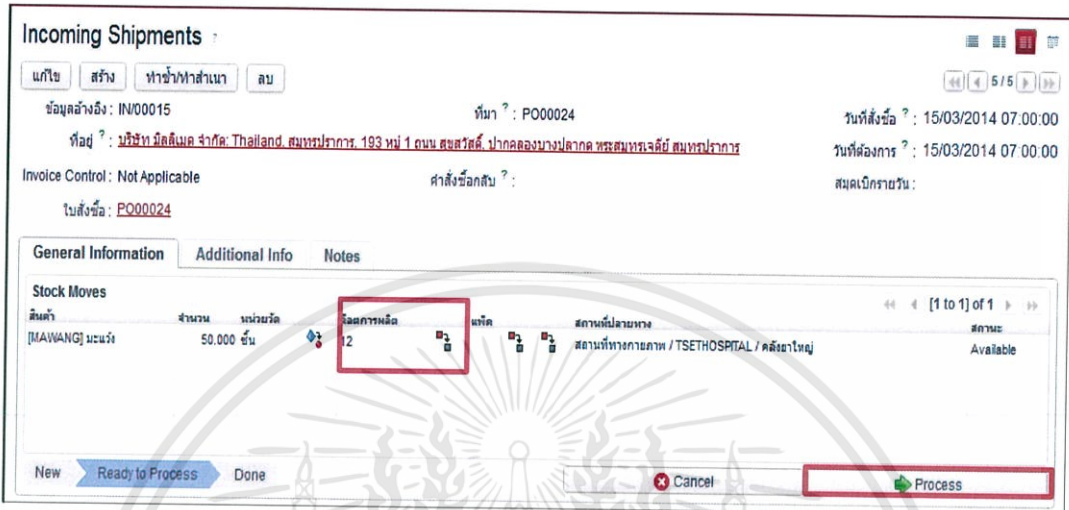 Incoming Shipments ?
แก้ไข สร้าง ทำซ้ำ/ทำสำเนา ลบ 5 / 5
ข้อมูลอ้างอิง : IN/00015 ที่มา ? : PO00024 วันที่สั่งซื้อ ? : 15/03/2014 07:00:00
ที่อยู่ ? : บริษัท มิลลิเมด จำกัด: Thailand. สมุทรปราการ. 193 หมู่ 1 ถนน สุขสวัสดิ์. ปากคลองบางปลากด พระสมุทรเจดีย์ สมุทรปราการ วันที่ต้องการ ? : 15/03/2014 07:00:00
Invoice Control : Not Applicable คำสั่งซื้อกลับ ? : สมุดเบิกรายวัน :
ใบสั่งซื้อ : PO00024
General Information Additional Info Notes
Stock Moves [1 to 1] of 1
สินค้า จำนวน หน่วยวัด ล็อตการผลิต แพ็ค สถานที่ปลายทาง สถานะ
[MAWANG] มะแว้ง 50.000 ชิ้น 12 สถานที่ทางกายภาพ / TSETHOSPITAL / คลังยาใหญ่ Available
New Ready to Process Done Cancel Process